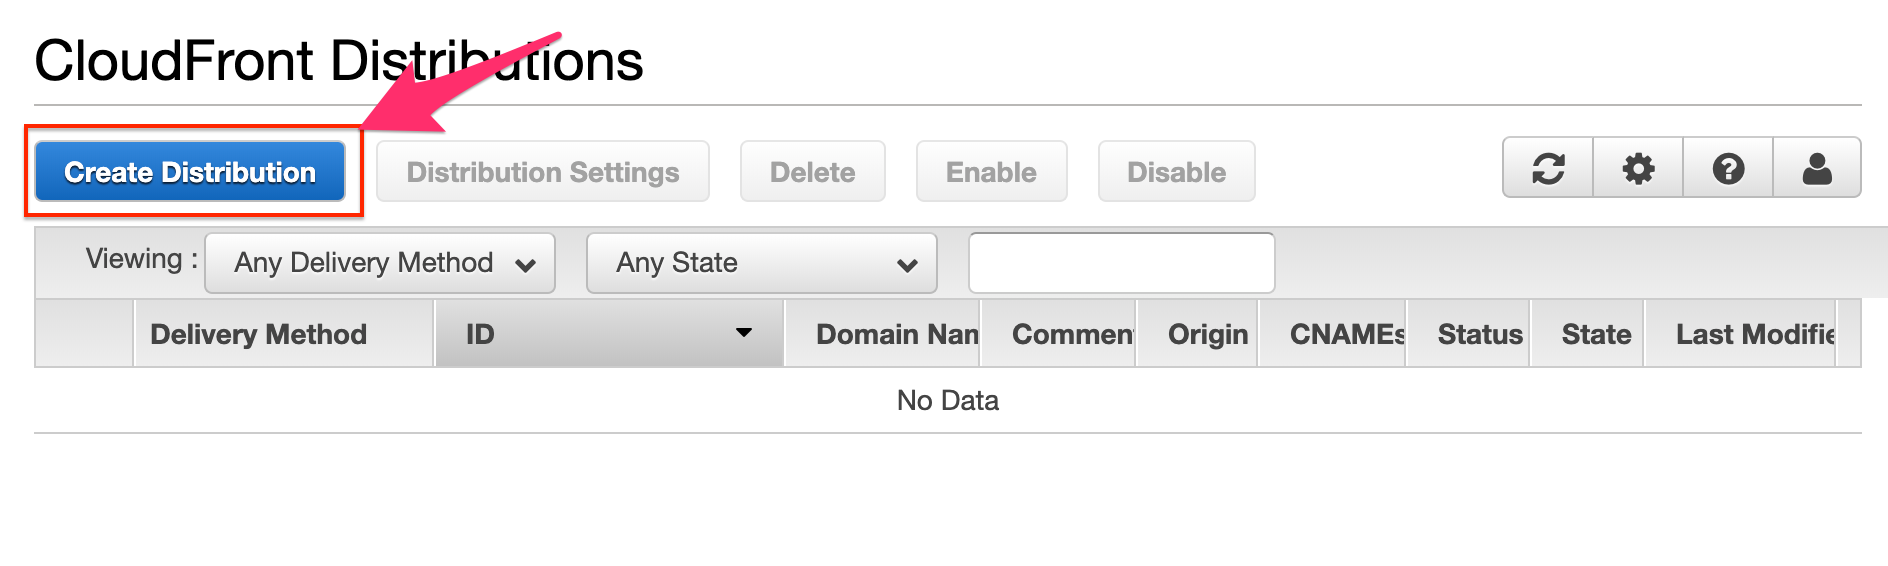 CloudFront Distributions
Create Distribution Distribution Settings Delete Enable Disable
Viewing : Any Delivery Method Any State
Delivery Method ID Domain Nam Commen Origin CNAMEs Status State Last Modifie
No Data